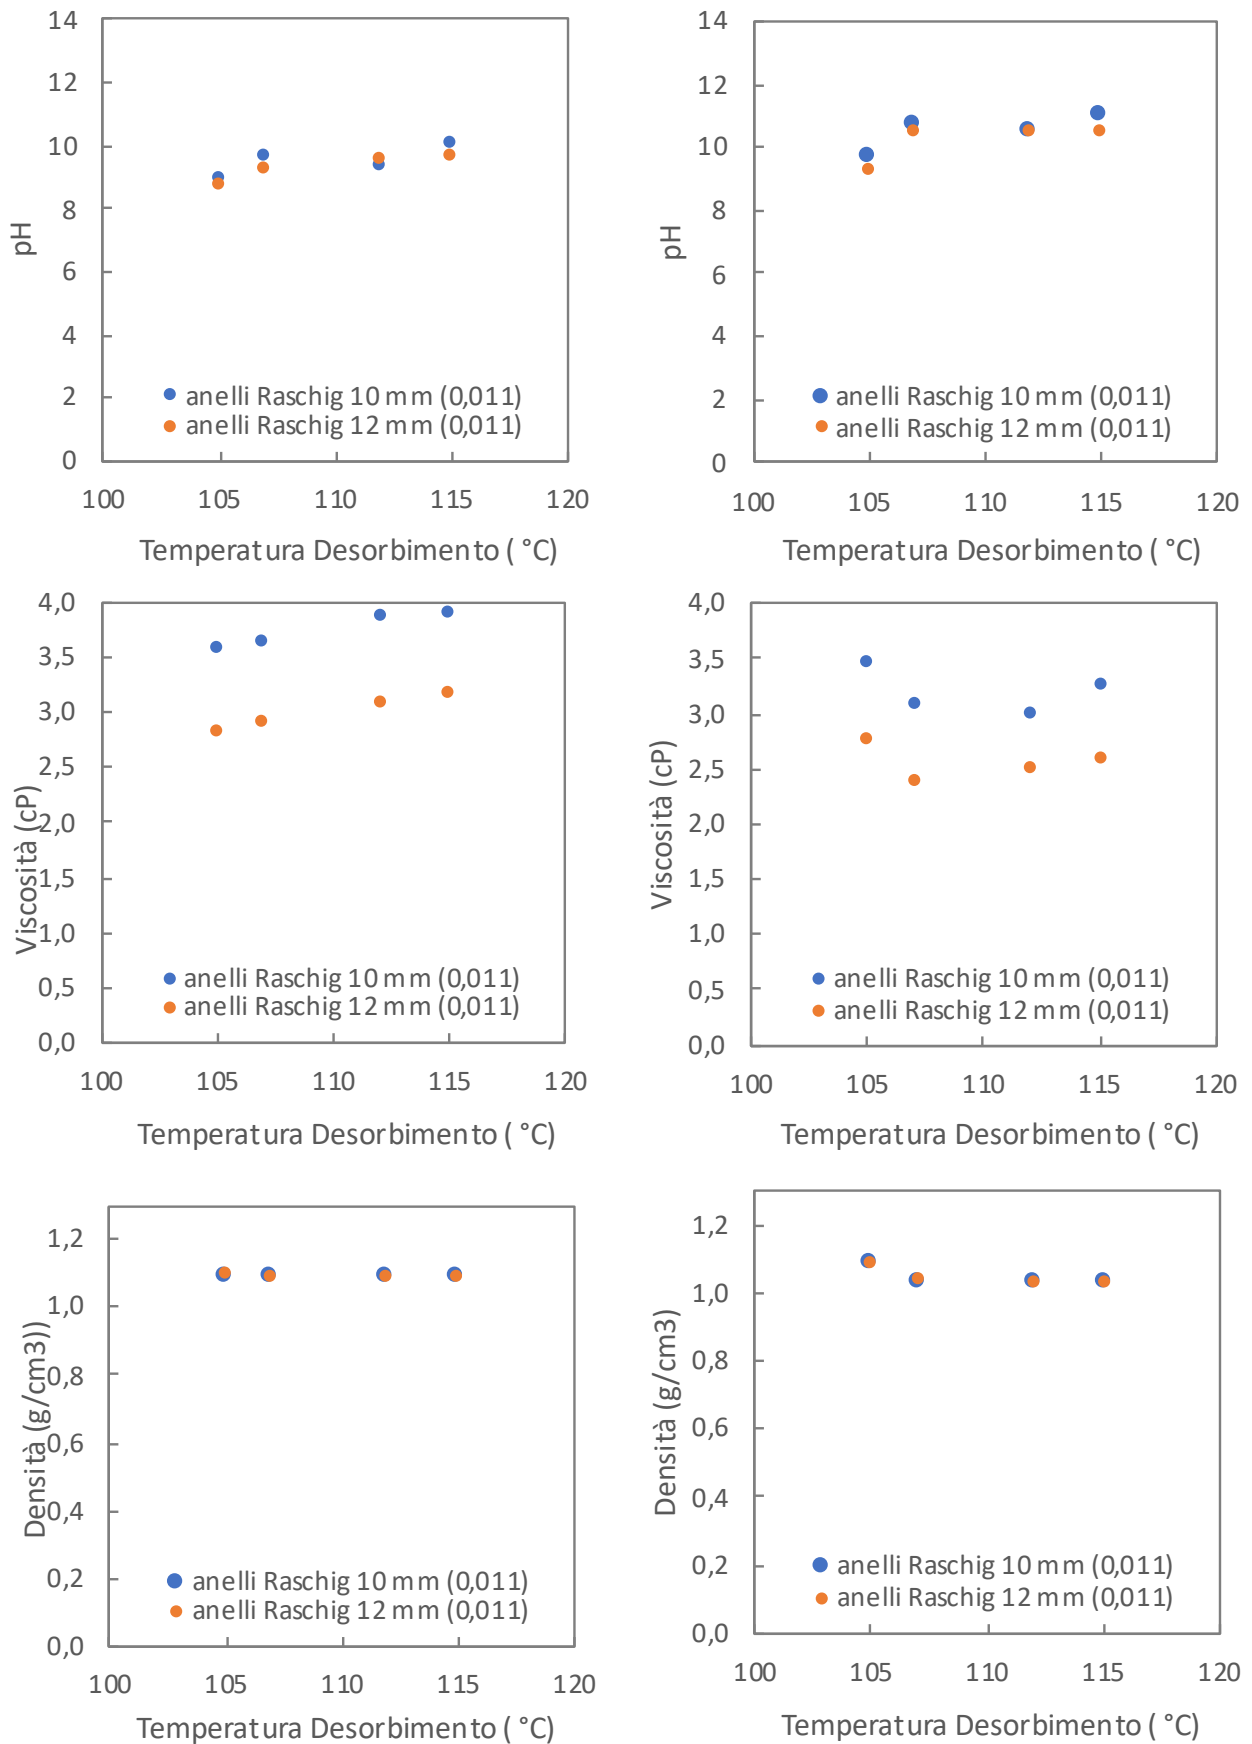 14
12
10
8
6
4
2
0
pH
anelli Raschig 10 mm (0,011)
anelli Raschig 12 mm (0,011)
100 105 110 115 120
Temperatura Desorbimento ( °C)
14
12
10
8
6
4
2
0
pH
anelli Raschig 10 mm (0,011)
anelli Raschig 12 mm (0,011)
100 105 110 115 120
Temperatura Desorbimento ( °C)
4,0
3,5
3,0
2,5
2,0
1,5
1,0
0,5
0,0
Viscosità (cP)
anelli Raschig 10 mm (0,011)
anelli Raschig 12 mm (0,011)
100 105 110 115 120
Temperatura Desorbimento ( °C)
4,0
3,5
3,0
2,5
2,0
1,5
1,0
0,5
0,0
Viscosità (cP)
anelli Raschig 10 mm (0,011)
anelli Raschig 12 mm (0,011)
100 105 110 115 120
Temperatura Desorbimento ( °C)
1,2
1,0
0,8
0,6
0,4
0,2
0,0
Densità (g/cm3))
anelli Raschig 10 mm (0,011)
anelli Raschig 12 mm (0,011)
100 105 110 115 120
Temperatura Desorbimento ( °C)
1,2
1,0
0,8
0,6
0,4
0,2
0,0
Densità (g/cm3)
anelli Raschig 10 mm (0,011)
anelli Raschig 12 mm (0,011)
100 105 110 115 120
Temperatura Desorbimento ( °C)